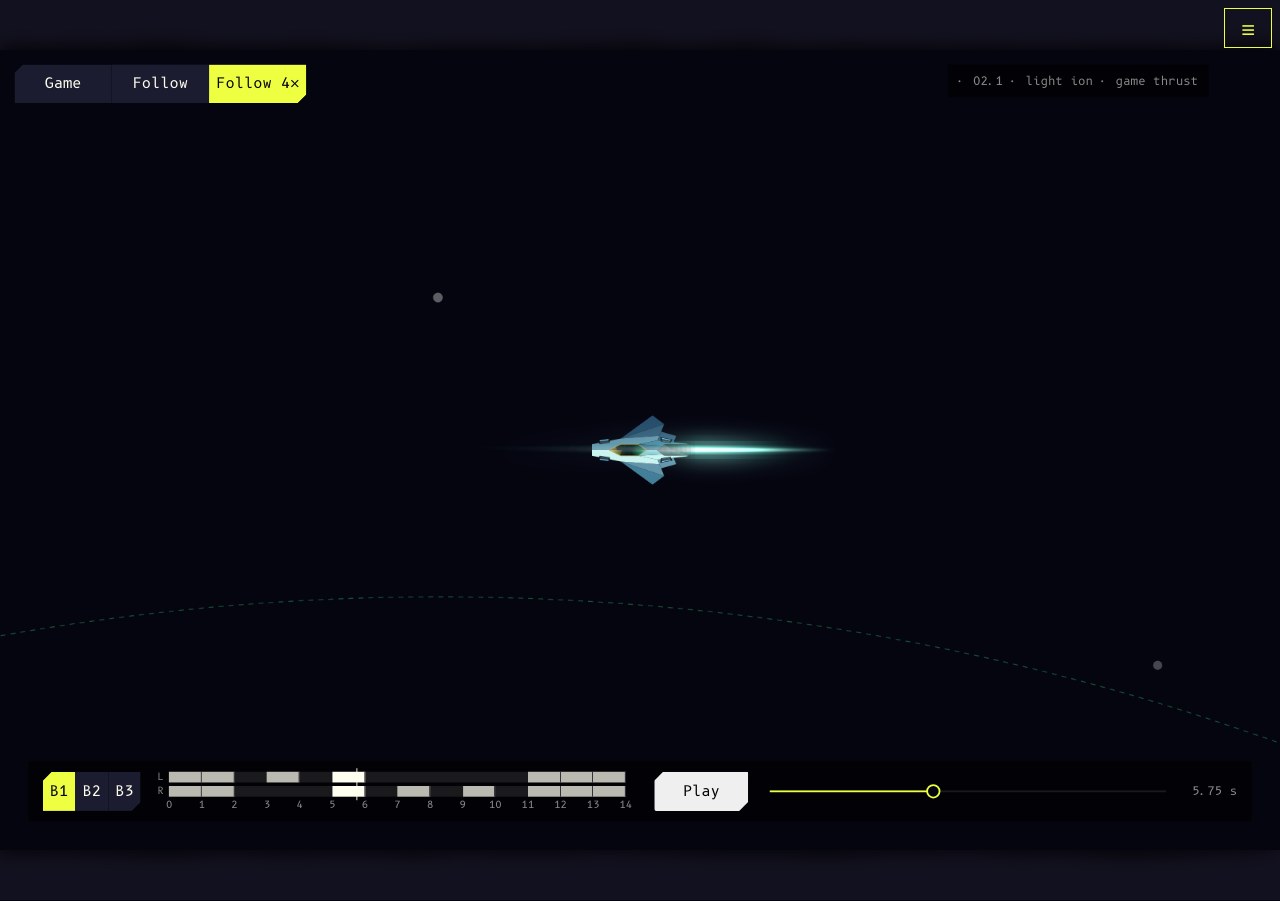 ≡
Game Follow Follow 4×
· 02.1 · light ion · game thrust
B1 B2 B3
L
R
0 1 2 3 4 5 6 7 8 9 10 11 12 13 14
Play
5.75 s